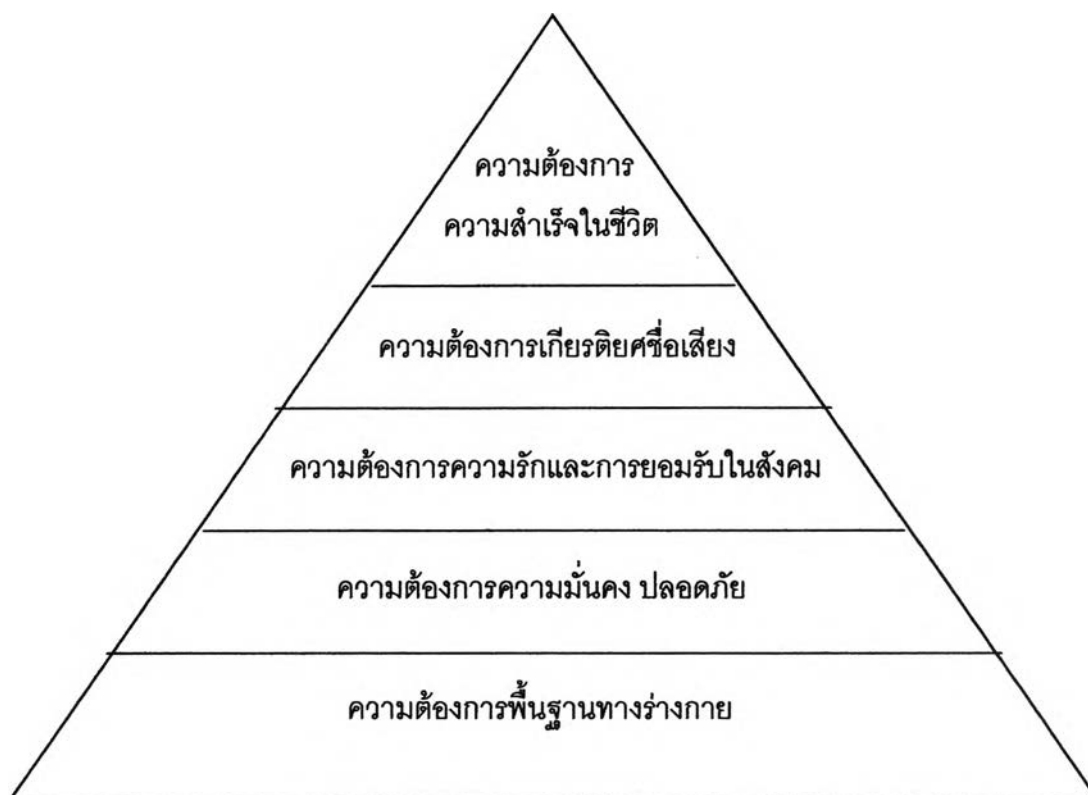 ความต้องการ
ความสำเร็จในชีวิต
ความต้องการเกียรติยศชื่อเสียง
ความต้องการความรักและการยอมรับในสังคม
ความต้องการความมั่นคง ปลอดภัย
ความต้องการพื้นฐานทางร่างกาย